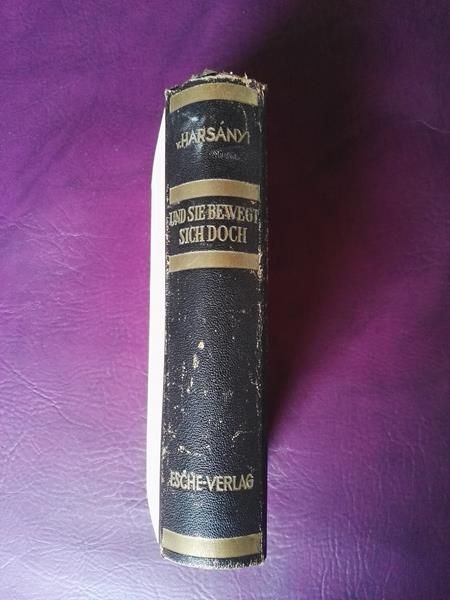 v. HARSÁNYI
UND SIE BEWEGT
SICH DOCH
ESCHE-VERLAG